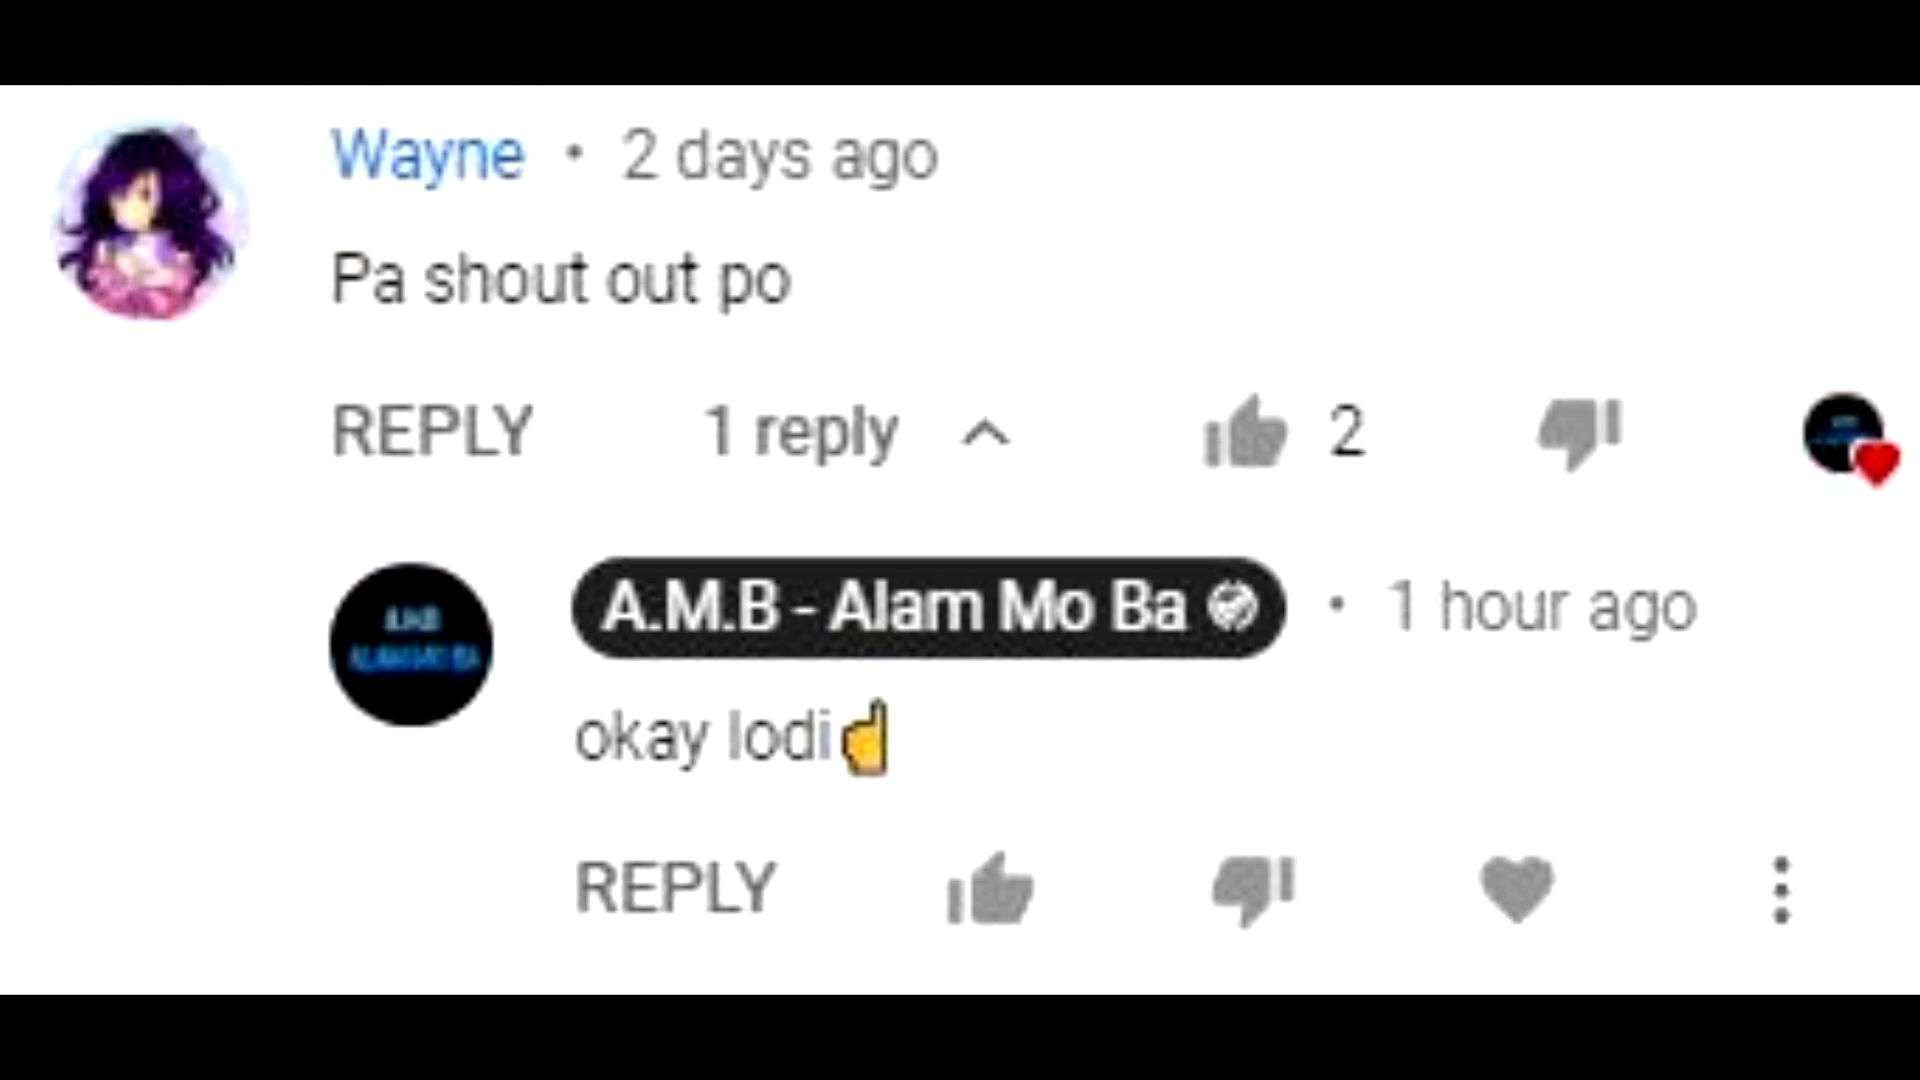 Wayne • 2 days ago
Pa shout out po
REPLY 1 reply 2
A.M.B - Alam Mo Ba • 1 hour ago
okay lodi☝
REPLY